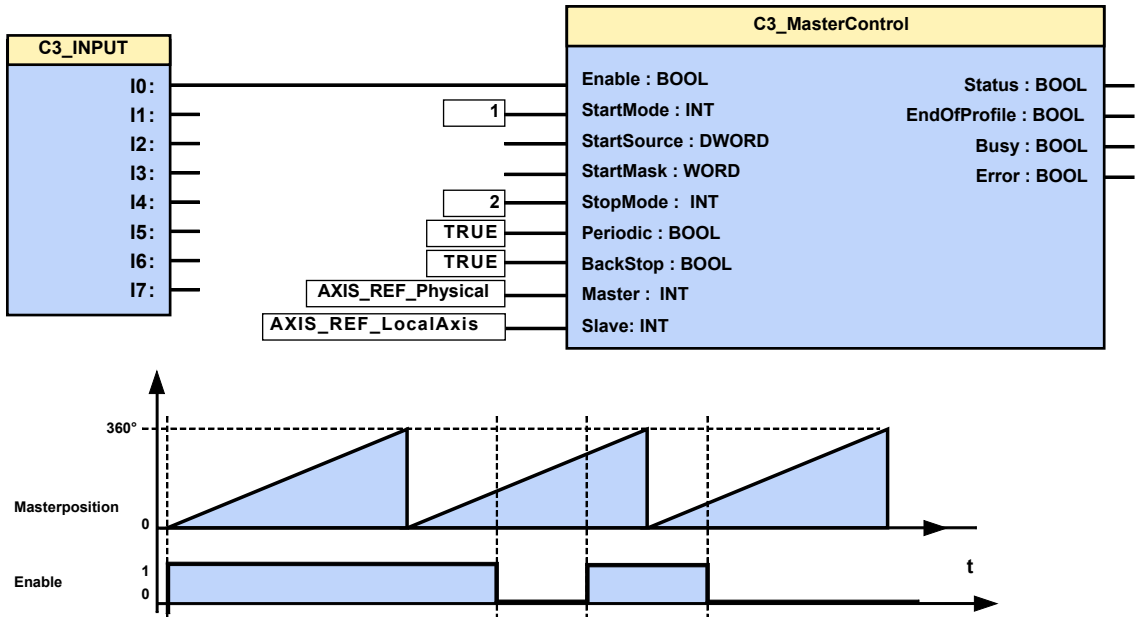 C3_MasterControl
C3_INPUT
I0:
I1:
I2:
I3:
I4:
I5:
I6:
I7:
1
2
TRUE
TRUE
AXIS_REF_Physical
AXIS_REF_LocalAxis
Enable : BOOL
StartMode : INT
StartSource : DWORD
StartMask : WORD
StopMode : INT
Periodic : BOOL
BackStop : BOOL
Master : INT
Slave: INT
Status : BOOL
EndOfProfile : BOOL
Busy : BOOL
Error : BOOL
360°
Masterposition
0
Enable
1
0
t